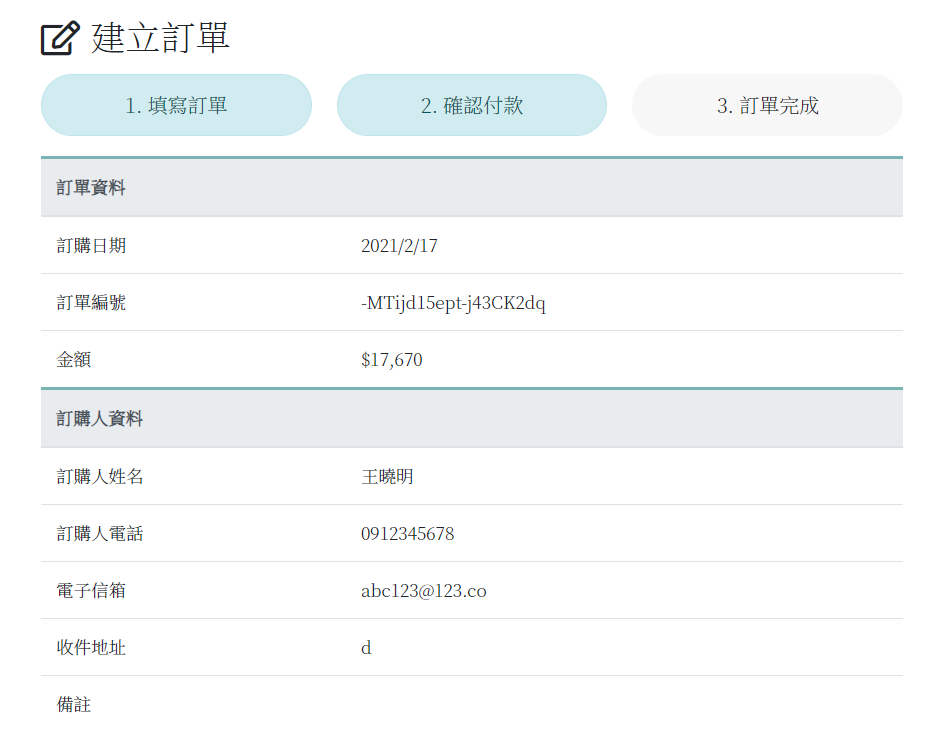 建立訂單
1. 填寫訂單 2. 確認付款 3. 訂單完成
訂單資料
訂購日期 2021/2/17
訂單編號 -MTijd15ept-j43CK2dq
金額 $17,670
訂購人資料
訂購人姓名 王曉明
訂購人電話 0912345678
電子信箱 abc123@123.co
收件地址 d
備註